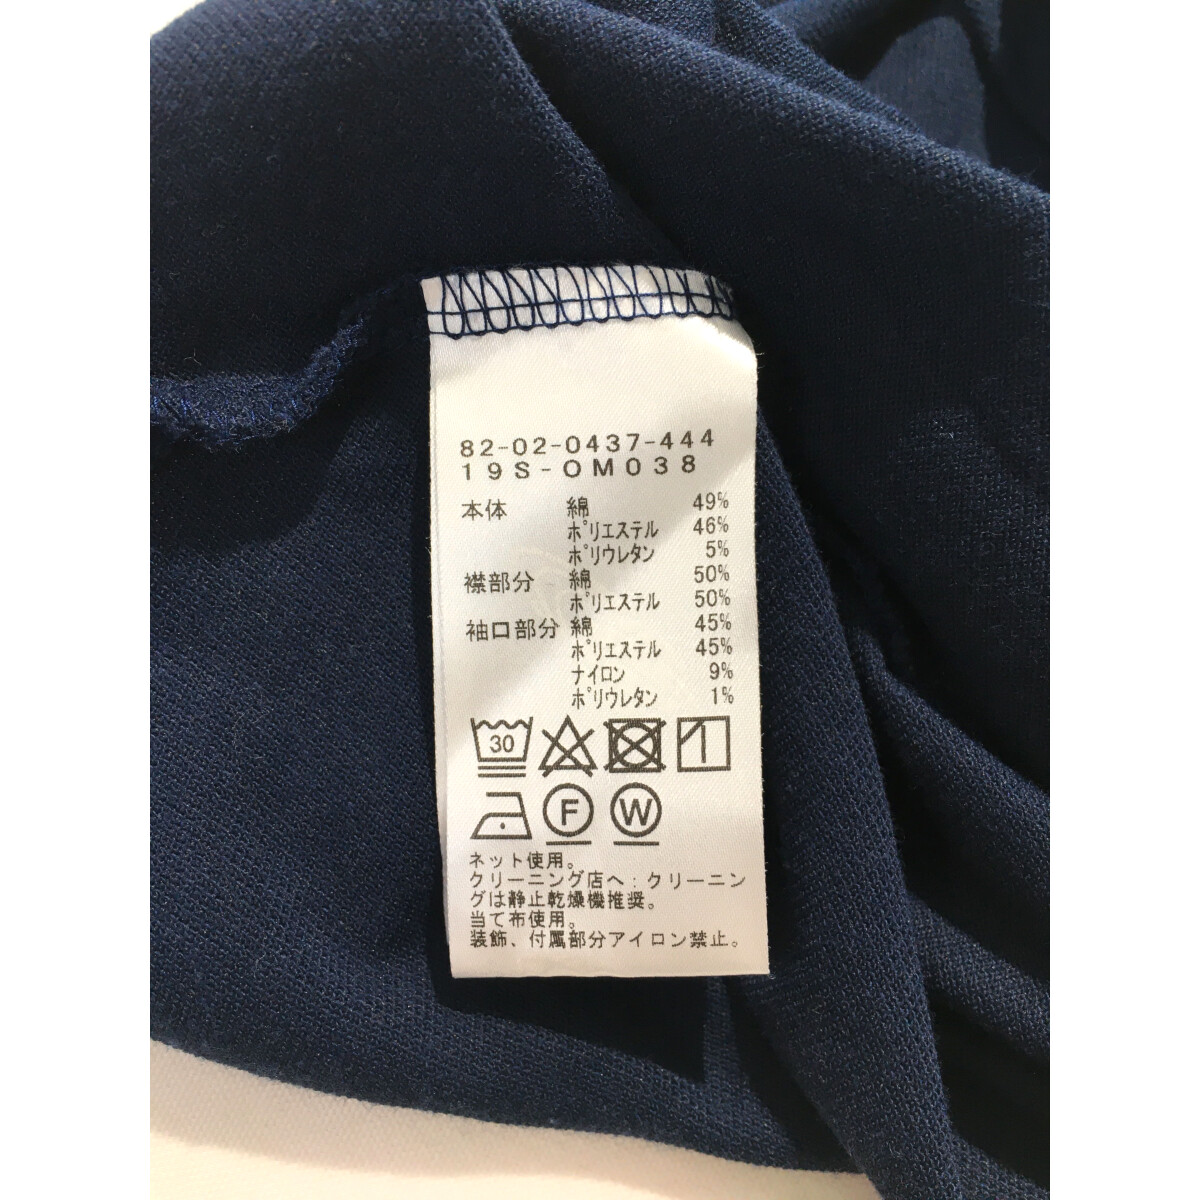 82-02-0437-444
19S-OM038
本体 綿 49%
ポリエステル 46%
ポリウレタン 5%
襟部分 綿 50%
ポリエステル 50%
袖口部分 綿 45%
ポリエステル 45%
ナイロン 9%
ポリウレタン 1%
30
F W
ネット使用。
クリーニング店へ:クリーニン
グは静止乾燥機推奨。
当て布使用。
装飾、付属部分アイロン禁止。